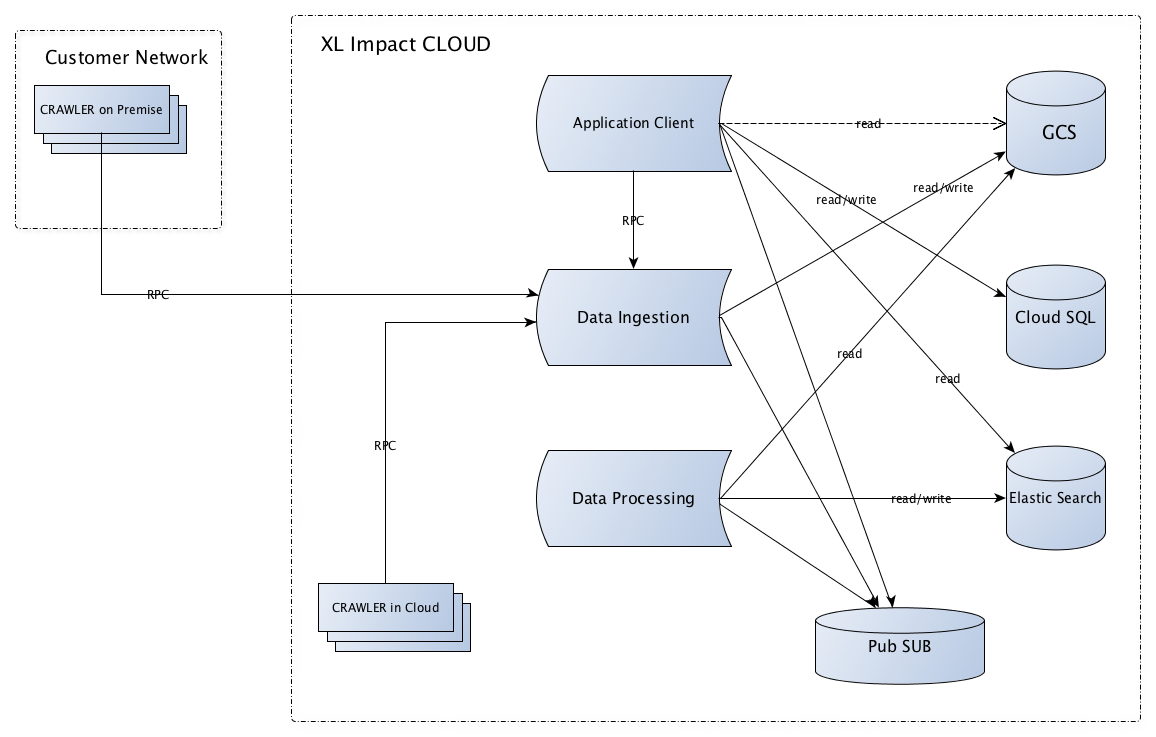 XL Impact CLOUD
Customer Network
CRAWLER on Premise
Application Client
read
GCS
read/write
read/write
RPC
RPC
Data Ingestion
Cloud SQL
read
read
RPC
Data Processing
read/write
Elastic Search
CRAWLER in Cloud
Pub SUB